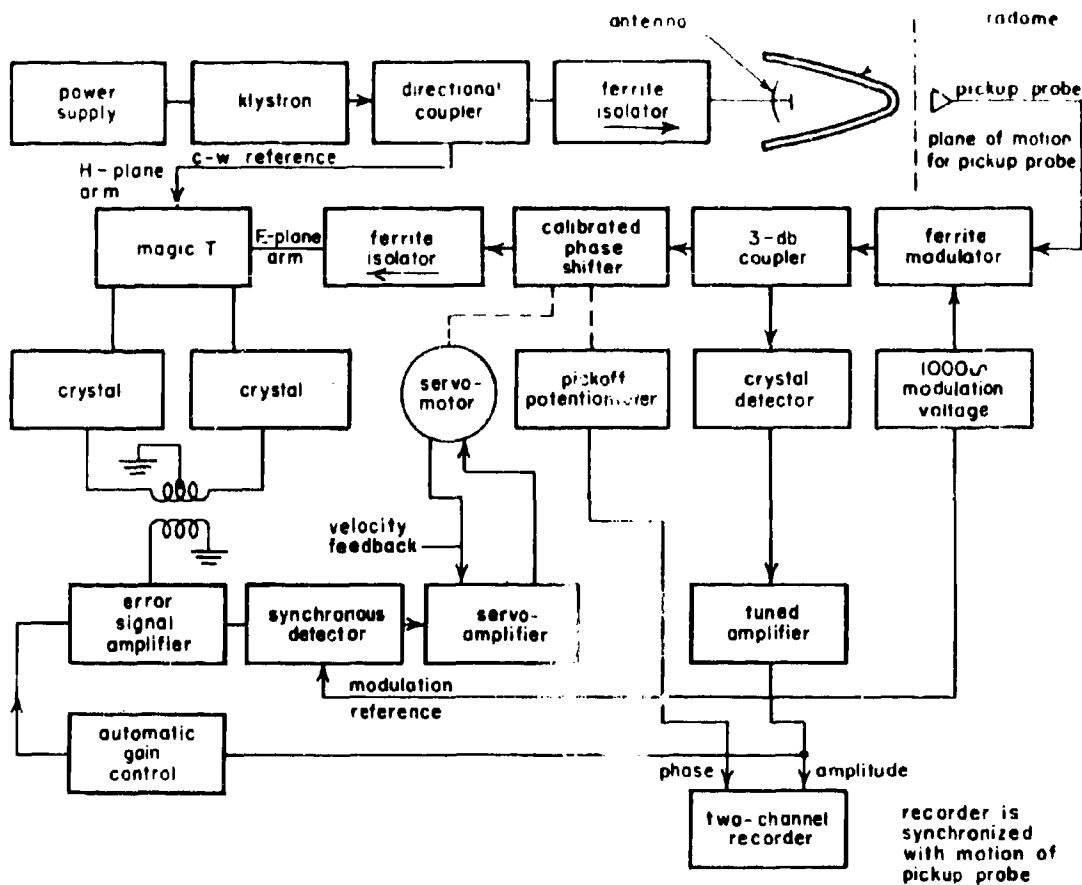 antenna
radome
power
supply
klystron
directional
coupler
ferrite
isolator
pickup probe
plane of motion
for pickup probe
c-w reference
H-plane
arm
magic T
E-plane
arm
ferrite
isolator
calibrated
phase
shifter
3-db
coupler
ferrite
modulator
crystal
crystal
servo-
motor
pickoff
potentiometer
crystal
detector
1000∿
modulation
voltage
velocity
feedback
error
signal
amplifier
synchronous
detector
servo-
amplifier
tuned
amplifier
modulation
reference
automatic
gain
control
phase
amplitude
two-channel
recorder
recorder is
synchronized
with motion of
pickup probe